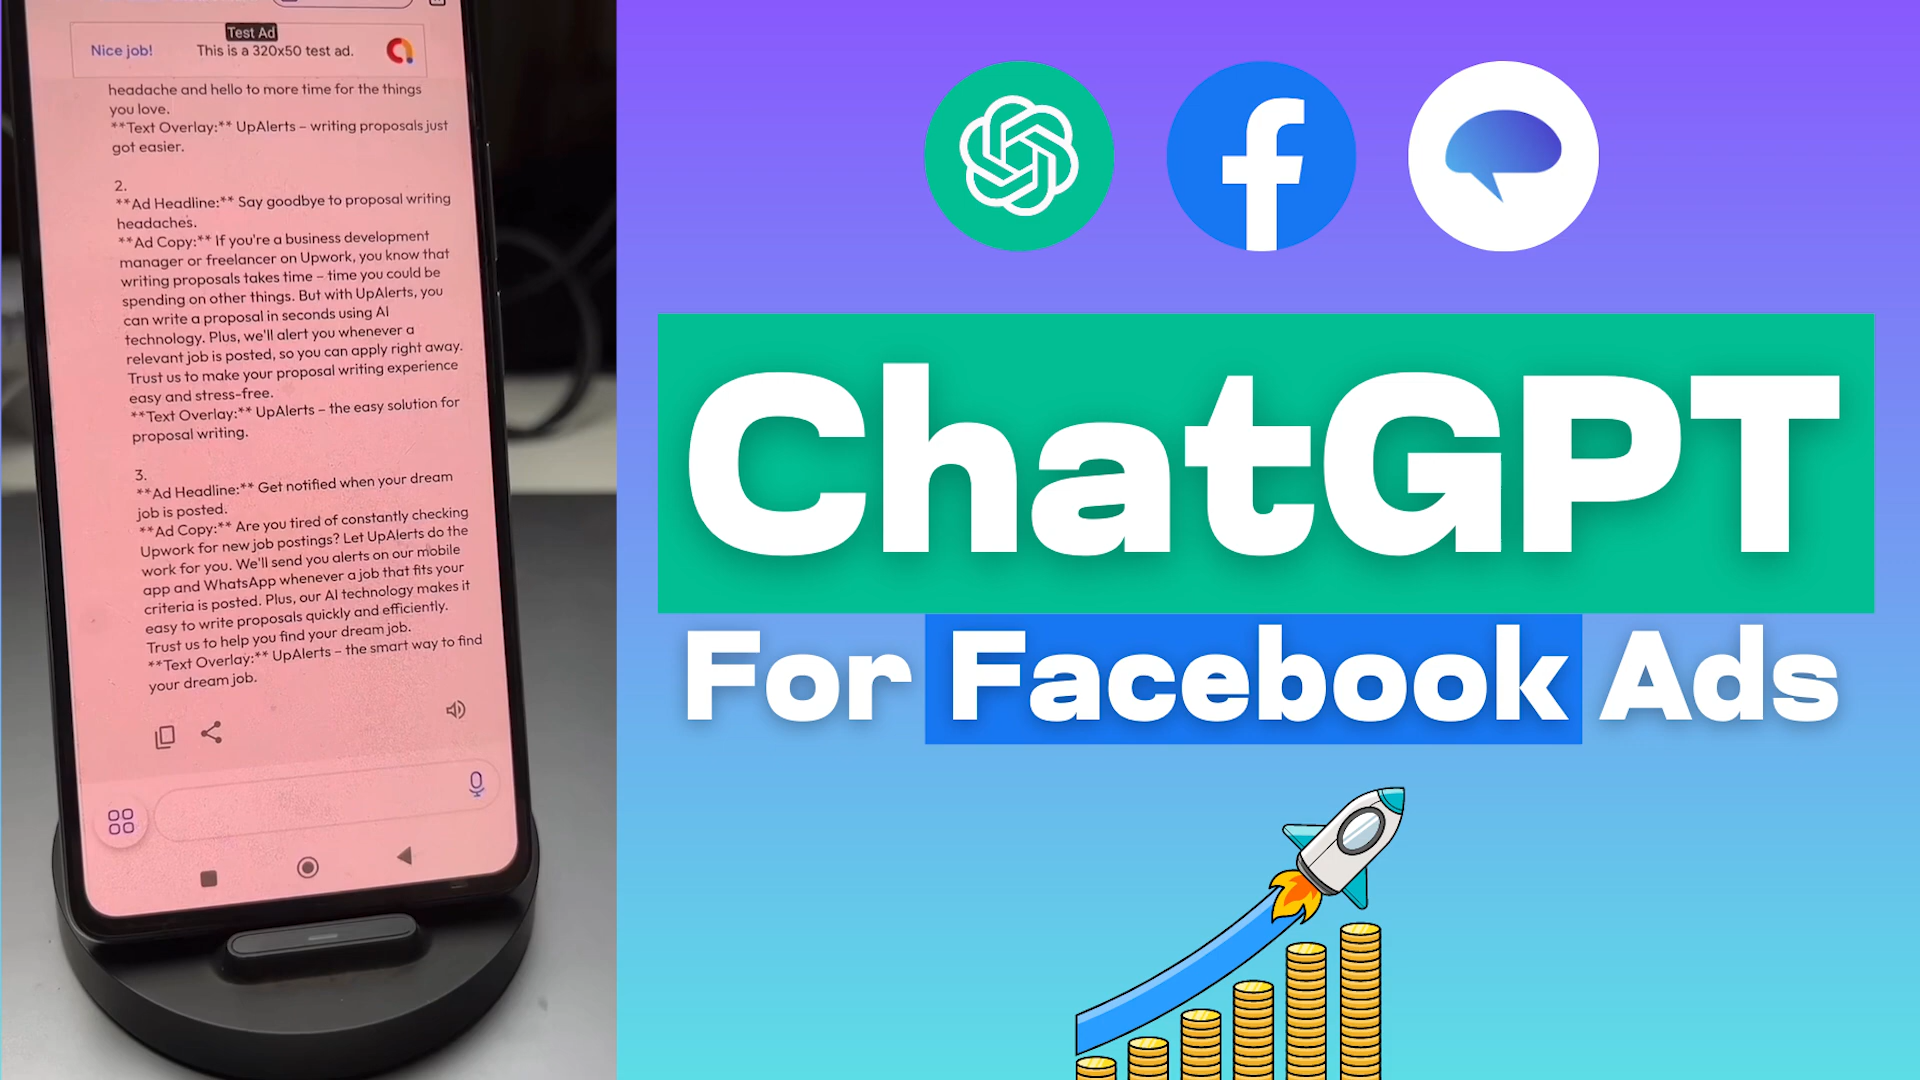 Test Ad
Nice job!
This is a 320x50 test ad.
headache and hello to more time for the things
you love.
**Text Overlay:** UpAlerts – writing proposals just
got easier.
2.
**Ad Headline:** Say goodbye to proposal writing
headaches.
**Ad Copy:** If you're a business development
manager or freelancer on Upwork, you know that
writing proposals takes time – time you could be
spending on other things. But with UpAlerts, you
can write a proposal in seconds using AI
technology. Plus, we'll alert you whenever a
relevant job is posted, so you can apply right away.
Trust us to make your proposal writing experience
easy and stress-free.
**Text Overlay:** UpAlerts – the easy solution for
proposal writing.
3.
**Ad Headline:** Get notified when your dream
job is posted.
**Ad Copy:** Are you tired of constantly checking
Upwork for new job postings? Let UpAlerts do the
work for you. We'll send you alerts on our mobile
app and WhatsApp whenever a job that fits your
criteria is posted. Plus, our AI technology makes it
easy to write proposals quickly and efficiently.
Trust us to help you find your dream job.
**Text Overlay:** UpAlerts – the smart way to find
your dream job.
ChatGPT
For Facebook Ads